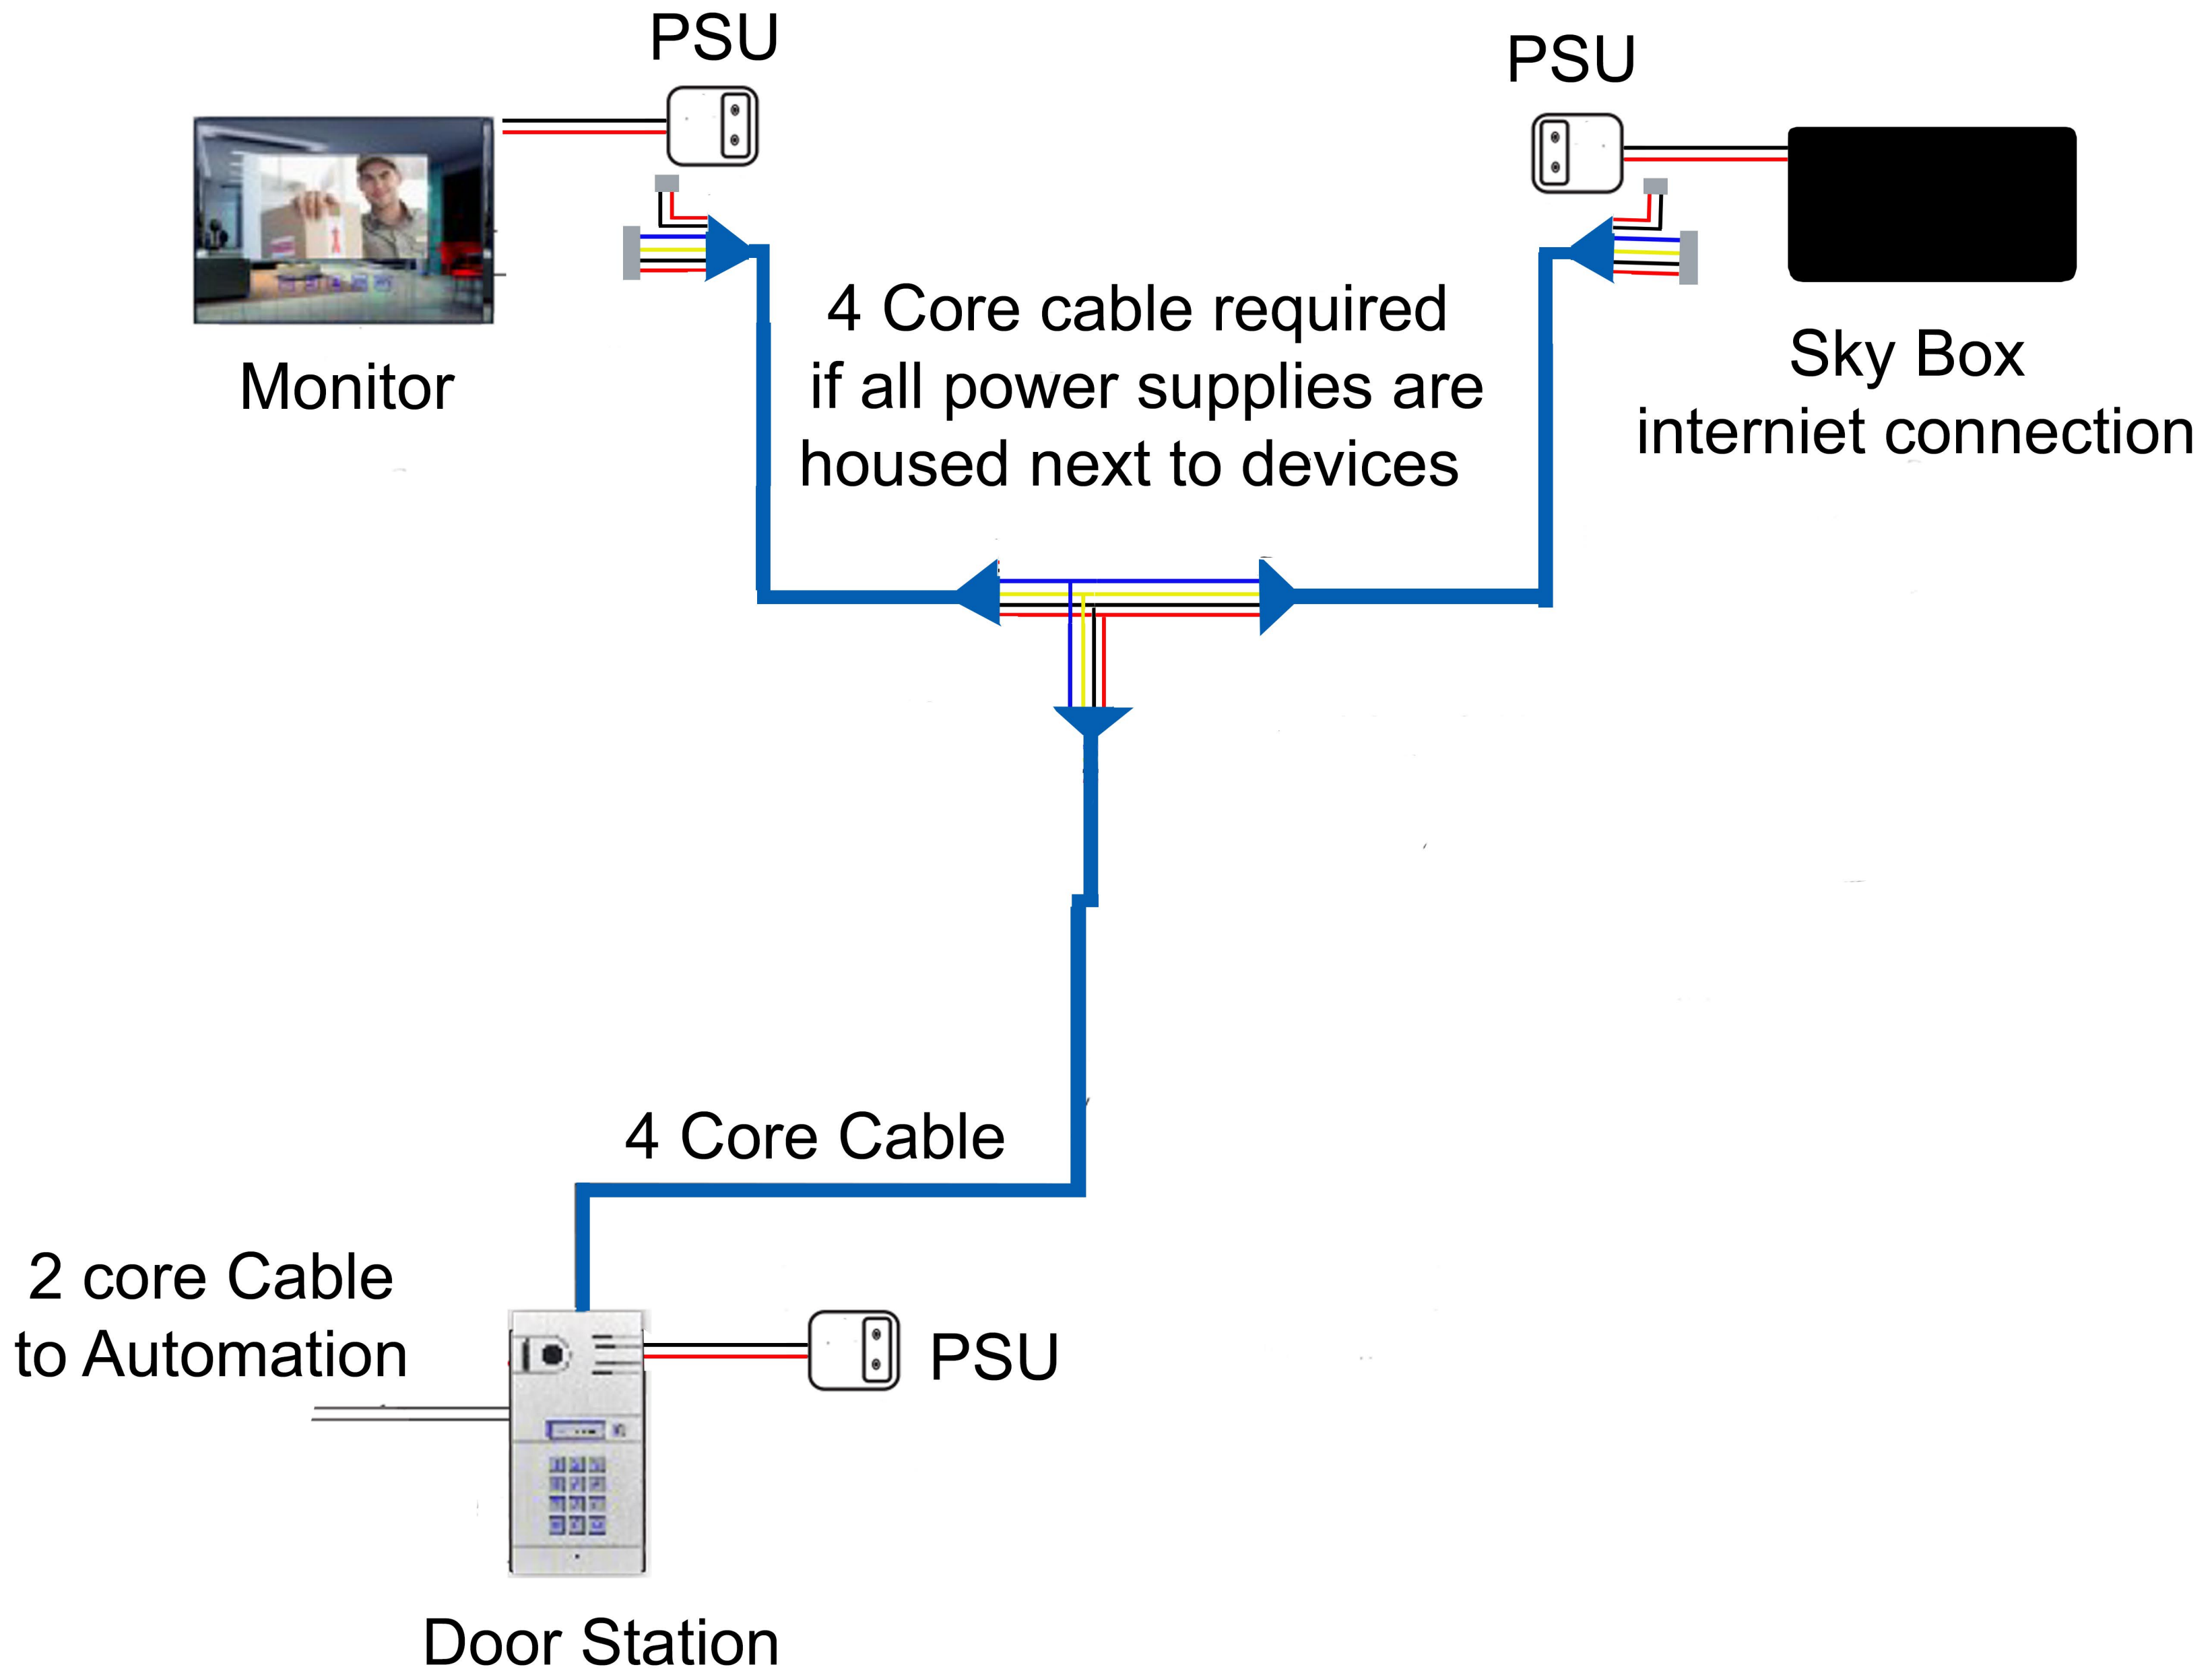 PSU
PSU
Monitor
4 Core cable required
if all power supplies are
housed next to devices
Sky Box
interniet connection
4 Core Cable
2 core Cable
to Automation
PSU
Door Station